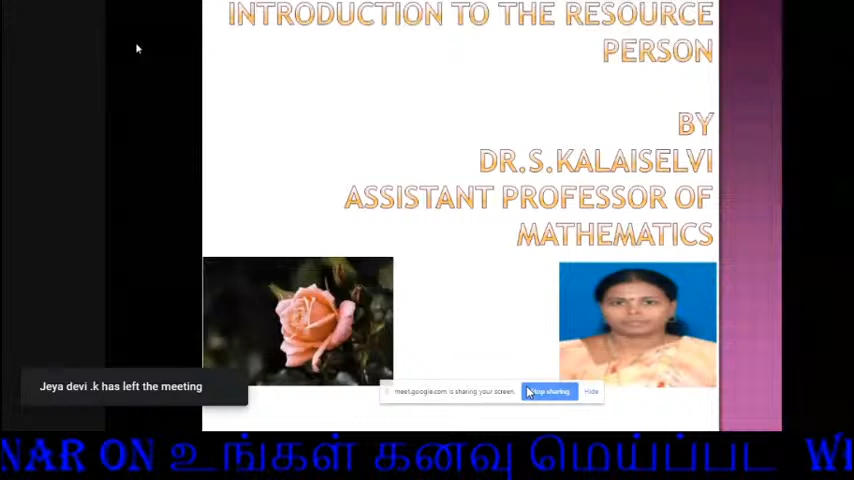 INTRODUCTION TO THE RESOURCE
PERSON
BY
DR.S.KALAISELVI
ASSISTANT PROFESSOR OF
MATHEMATICS
Jeya devi .k has left the meeting
meet.google.com is sharing your screen.
Stop sharing
Hide
NAR ON உங்கள் கனவு மெய்ப்பட WI